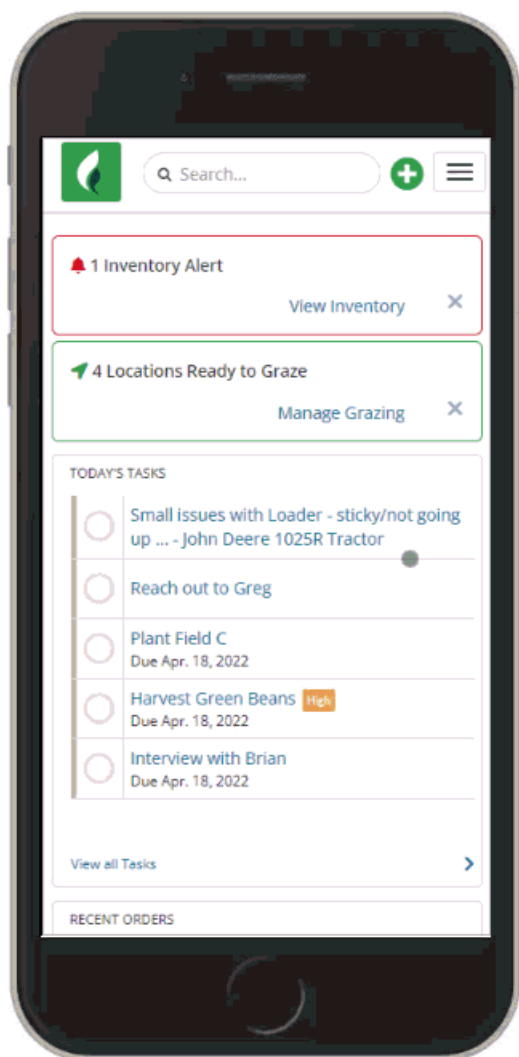 Search...
1 Inventory Alert
View Inventory
4 Locations Ready to Graze
Manage Grazing
TODAY'S TASKS
Small issues with Loader - sticky/not going
up ... - John Deere 1025R Tractor
Reach out to Greg
Plant Field C
Due Apr. 18, 2022
Harvest Green Beans High
Due Apr. 18, 2022
Interview with Brian
Due Apr. 18, 2022
View all Tasks
RECENT ORDERS